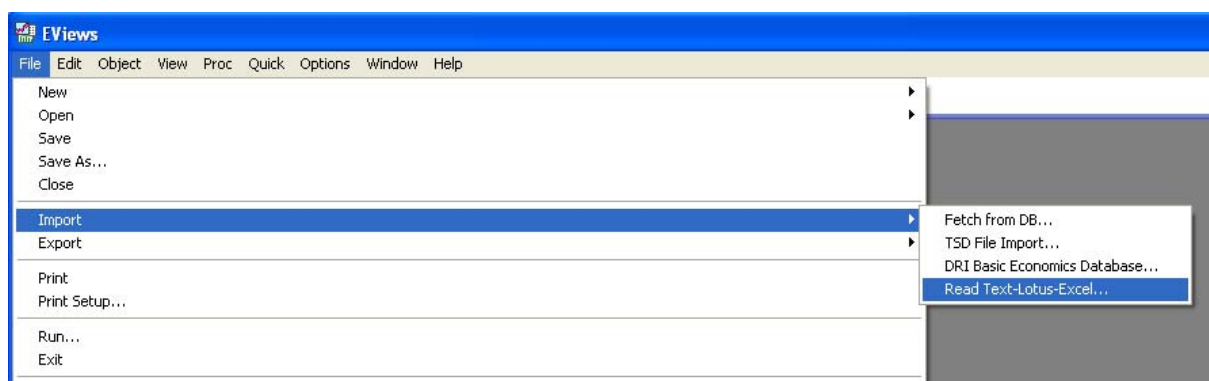 EViews
File Edit Object View Proc Quick Options Window Help
New
Open
Save
Save As...
Close
Import
Export
Print
Print Setup...
Run...
Exit
Fetch from DB...
TSD File Import...
DRI Basic Economics Database...
Read Text-Lotus-Excel...